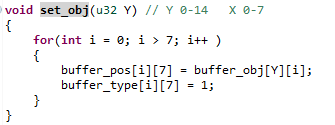 void set_obj(u32 Y) // Y 0-14 X 0-7
{
for(int i = 0; i > 7; i++ )
{
buffer_pos[i][7] = buffer_obj[Y][i];
buffer_type[i][7] = 1;
}
}